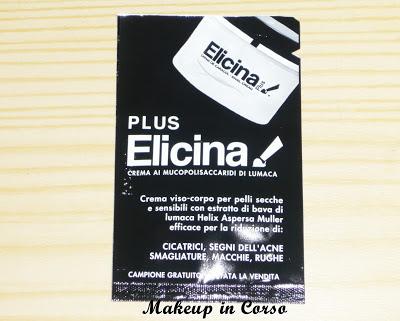 Elicina!
PLUS
Elicina!
CREMA AI MUCOPOLISACCARIDI DI LUMACA
Crema viso-corpo per pelli secche
e sensibili con estratto di bava di
lumaca Helix Aspersa Muller
efficace per la riduzione di:
CICATRICI, SEGNI DELL'ACNE
SMAGLIATURE, MACCHIE, RUGHE
CAMPIONE GRATUITO VIETATA LA VENDITA
Makeup in Corso